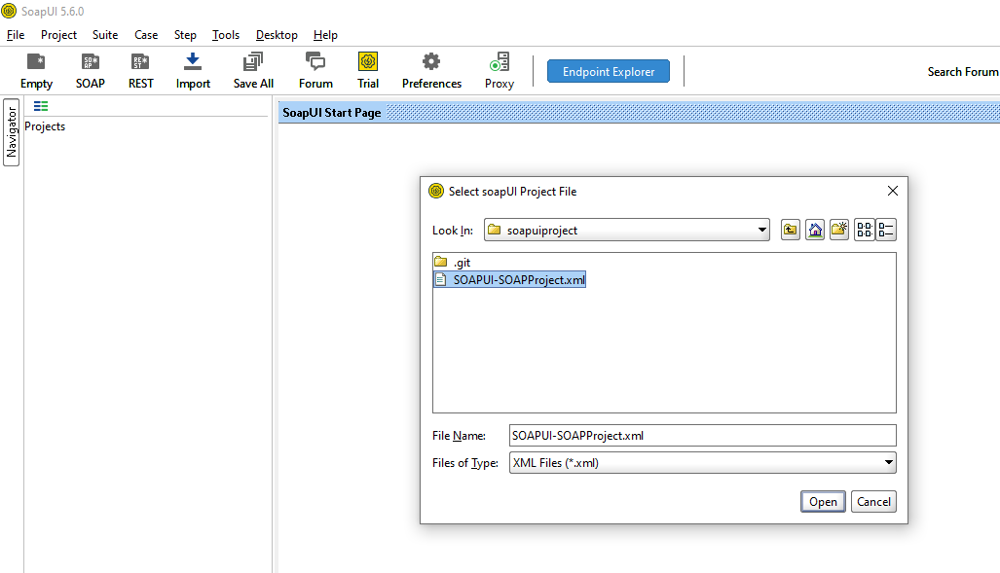 SoapUI 5.6.0
File Project Suite Case Step Tools Desktop Help
Empty SOAP REST Import Save All Forum Trial Preferences Proxy
Endpoint Explorer
Search Forum
Navigator
Projects
SoapUI Start Page
Select soapUI Project File
Look In: soapuiproject
.git
SOAPUI-SOAPProject.xml
File Name: SOAPUI-SOAPProject.xml
Files of Type: XML Files (*.xml)
Open Cancel